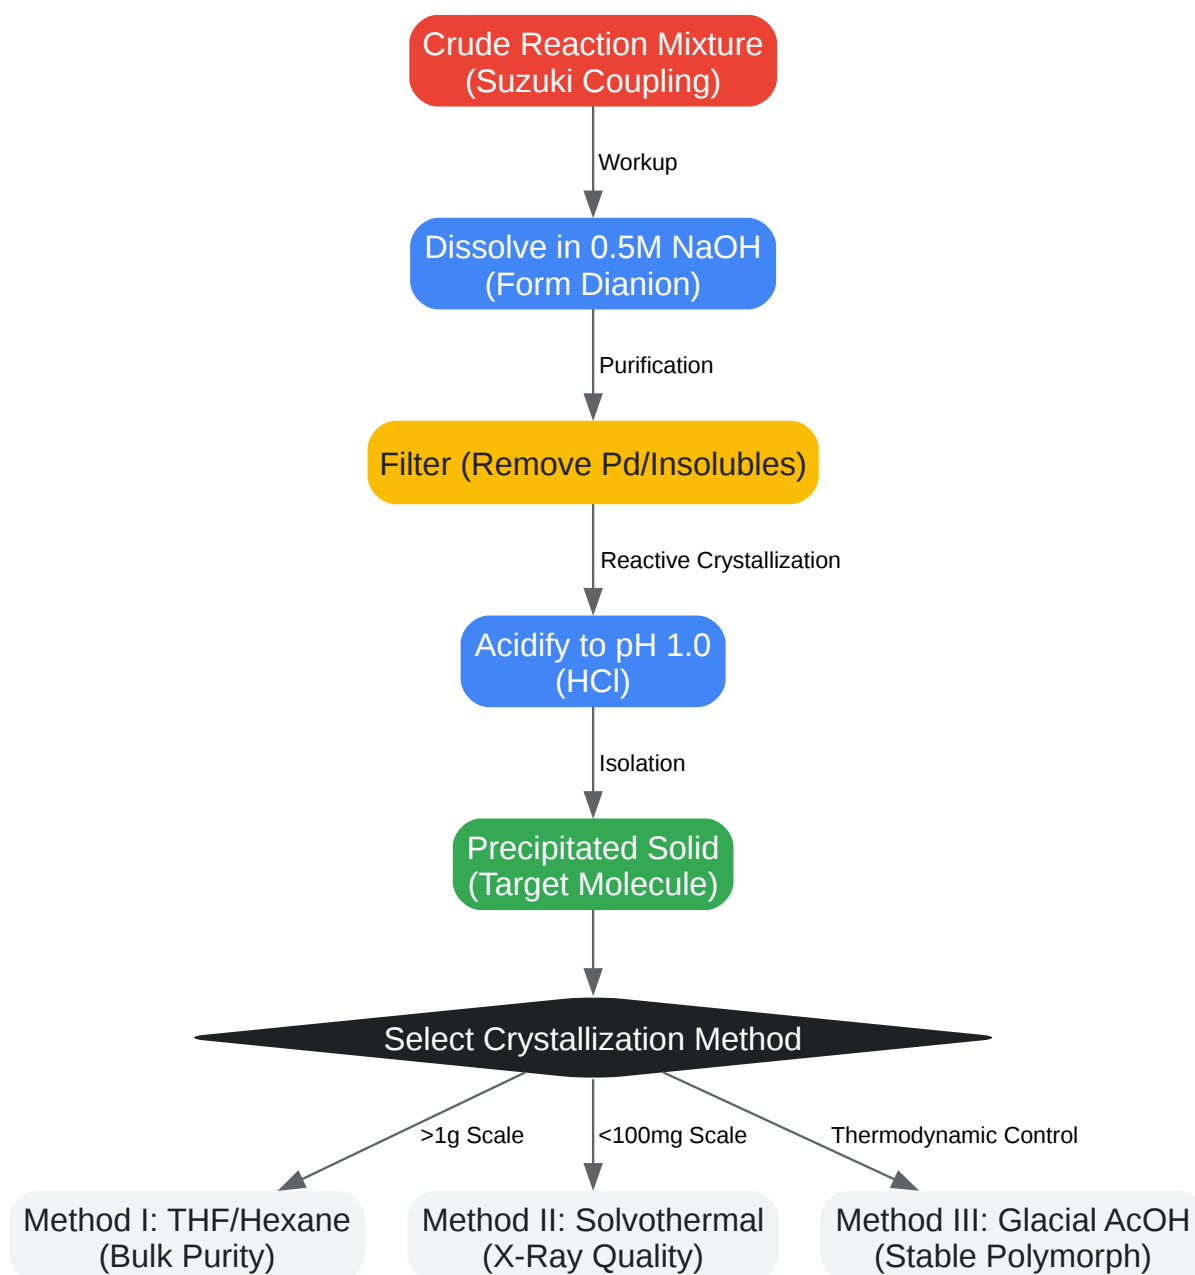 Crude Reaction Mixture
(Suzuki Coupling)
Workup
Dissolve in 0.5M NaOH
(Form Dianion)
Purification
Filter (Remove Pd/Insolubles)
Reactive Crystallization
Acidify to pH 1.0
(HCl)
Isolation
Precipitated Solid
(Target Molecule)
Select Crystallization Method
>1g Scale
<100mg Scale
Thermodynamic Control
Method I: THF/Hexane
(Bulk Purity)
Method II: Solvothermal
(X-Ray Quality)
Method III: Glacial AcOH
(Stable Polymorph)